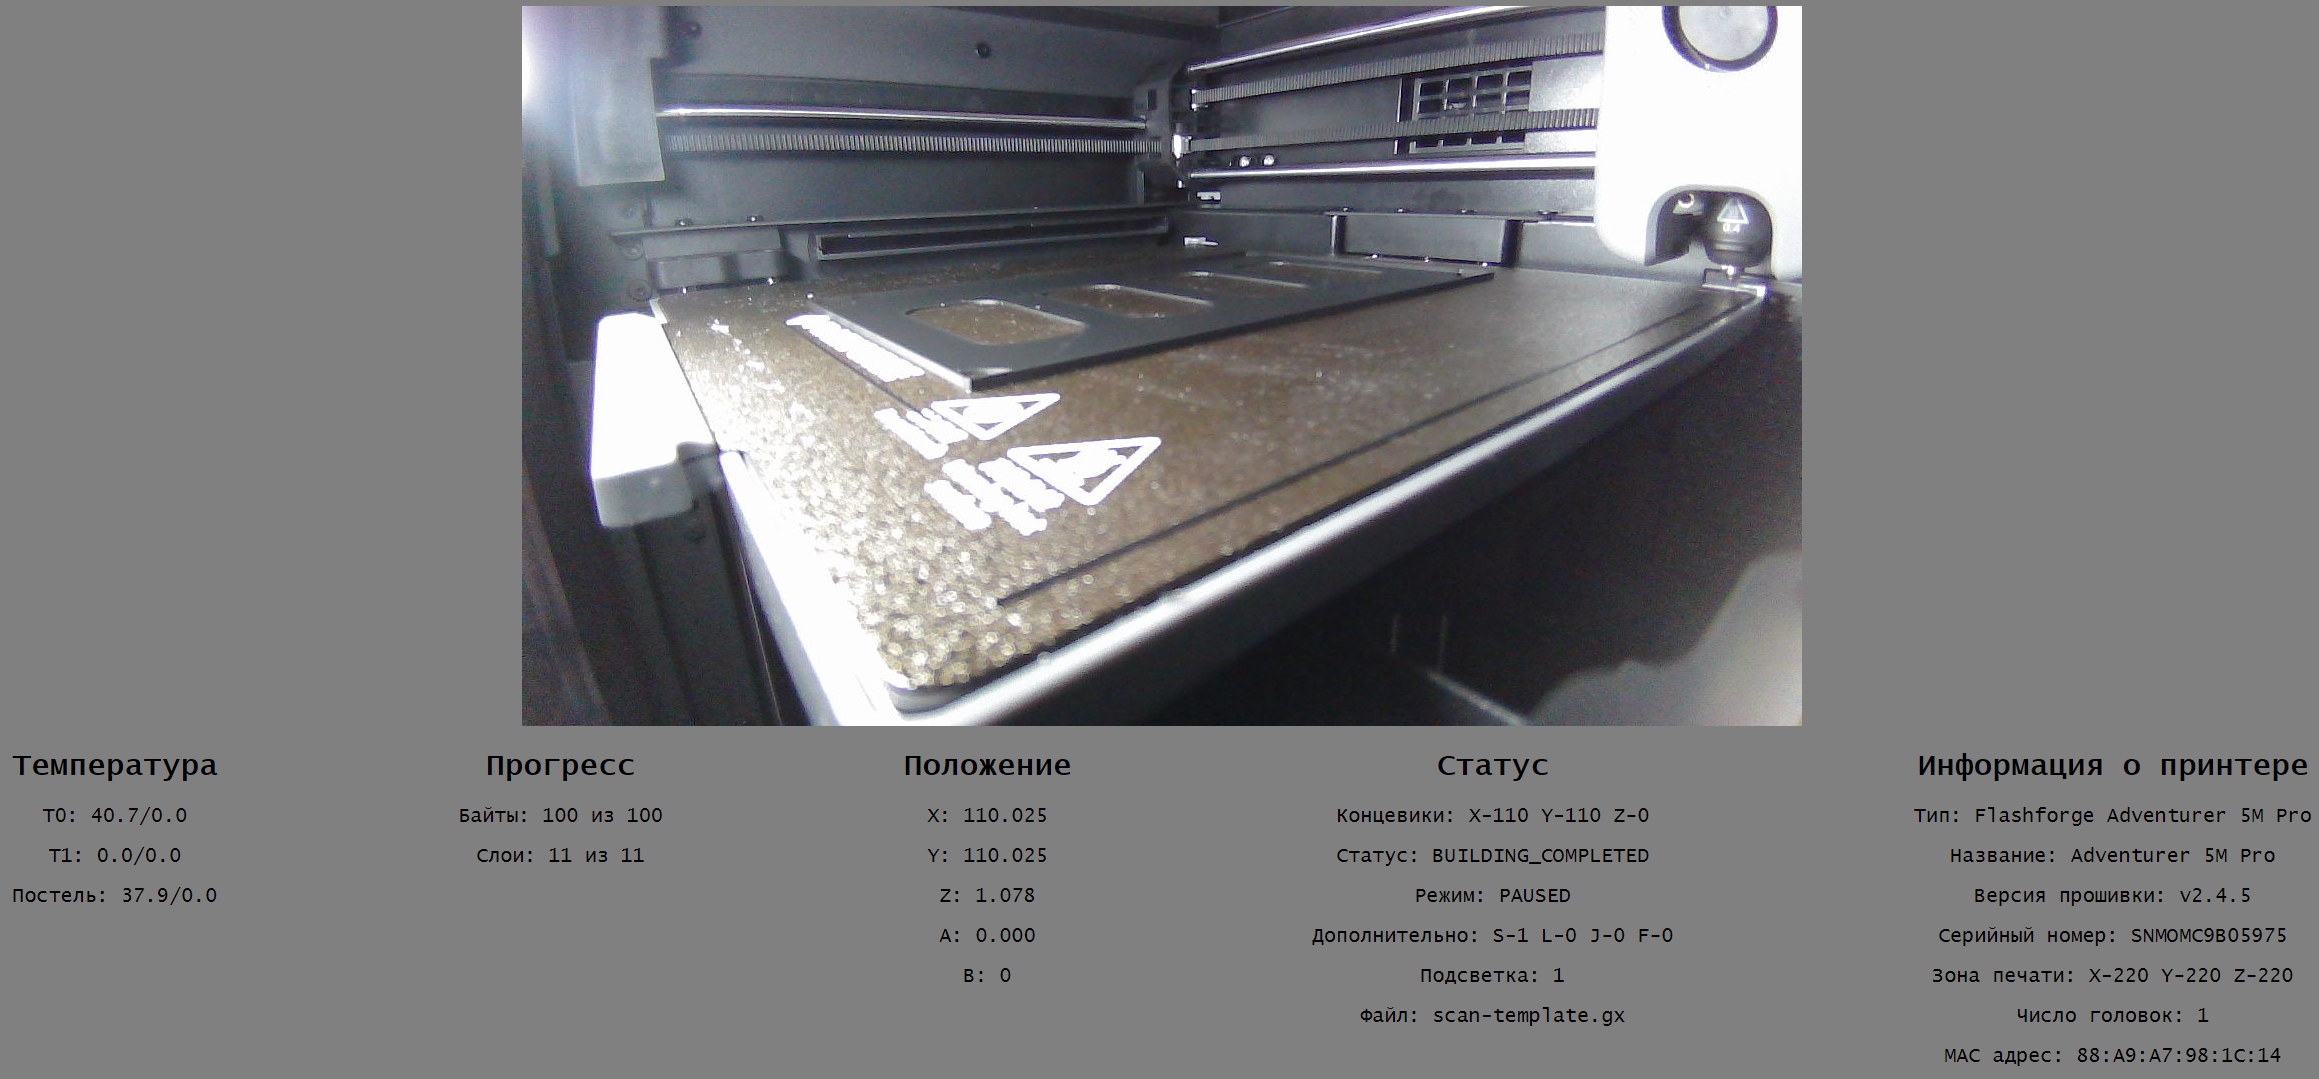 0.4
Температура
T0: 40.7/0.0
T1: 0.0/0.0
Постель: 37.9/0.0
Прогресс
Байты: 100 из 100
Слои: 11 из 11
Положение
X: 110.025
Y: 110.025
Z: 1.078
A: 0.000
B: 0
Статус
Концевики: X-110 Y-110 Z-0
Статус: BUILDING_COMPLETED
Режим: PAUSED
Дополнительно: S-1 L-0 J-0 F-0
Подсветка: 1
Файл: scan-template.gx
Информация о принтере
Тип: Flashforge Adventurer 5M Pro
Название: Adventurer 5M Pro
Версия прошивки: v2.4.5
Серийный номер: SNMOMC9B05975
Зона печати: X-220 Y-220 Z-220
Число головок: 1
MAC адрес: 88:A9:A7:98:1C:14